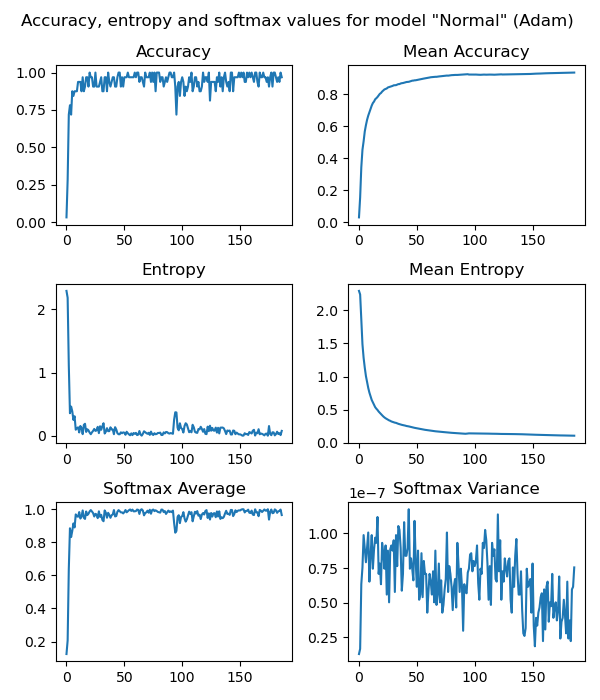 Accuracy, entropy and softmax values for model "Normal" (Adam)
Accuracy
Mean Accuracy
1.00
0.75
0.50
0.25
0.00
0 50 100 150
0.8
0.6
0.4
0.2
0.0
0 50 100 150
Entropy
Mean Entropy
2
1
0
0 50 100 150
2.0
1.5
1.0
0.5
0.0
0 50 100 150
Softmax Average
1e−7 Softmax Variance
1.0
0.8
0.6
0.4
0.2
0 50 100 150
1.00
0.75
0.50
0.25
0 50 100 150